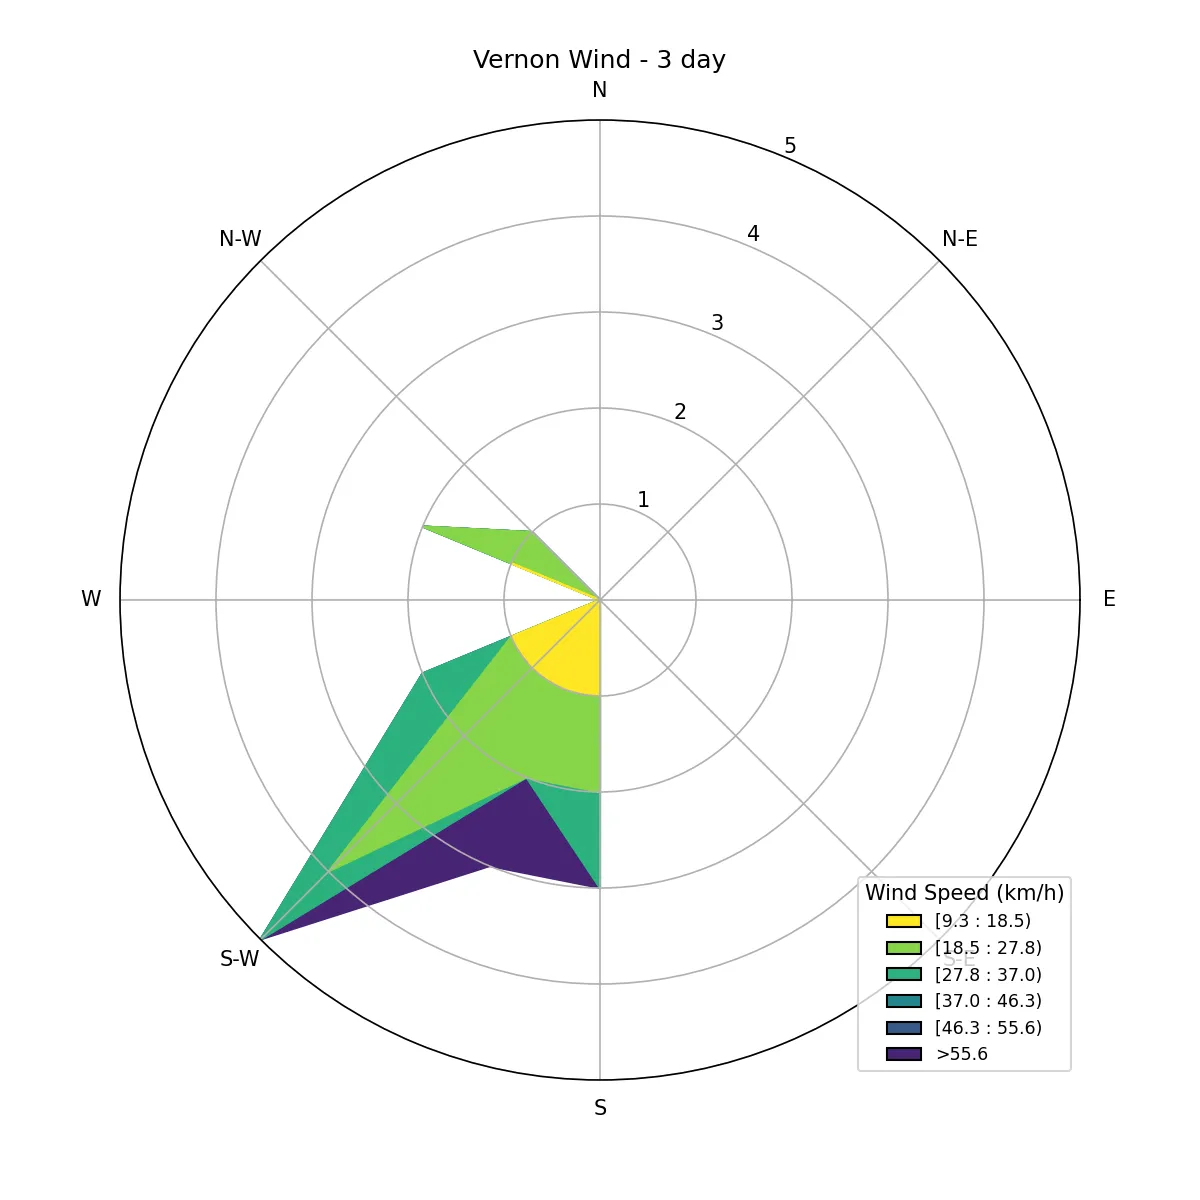 Vernon Wind - 3 day
N
5
N-W
N-E
4
3
2
1
W
E
S-W
S-E
S
Wind Speed (km/h)
[9.3 : 18.5)
[18.5 : 27.8)
[27.8 : 37.0)
[37.0 : 46.3)
[46.3 : 55.6)
>55.6